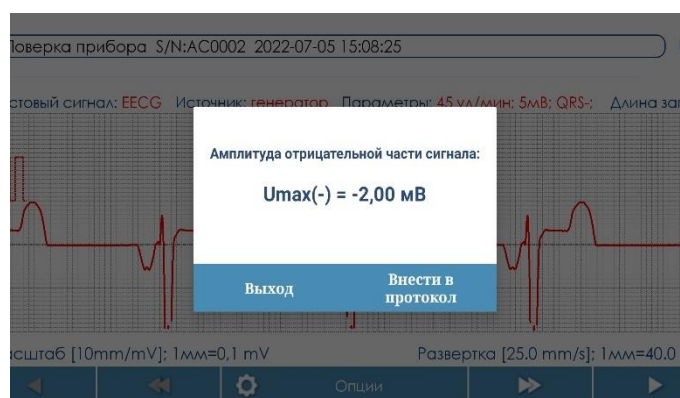 Поверка прибора S/N:AC0002 2022-07-05 15:08:25
стовый сигнал: EECG Источник: генератор Параметры: 45 уд/мин; 5мВ; QRS-; Длина зап
Амплитуда отрицательной части сигнала:
Umax(-) = -2,00 мВ
Выход
Внести в
протокол
асштаб [10mm/mV]; 1мм=0,1 mV
Развертка [25.0 mm/s]; 1мм=40.0
Опции